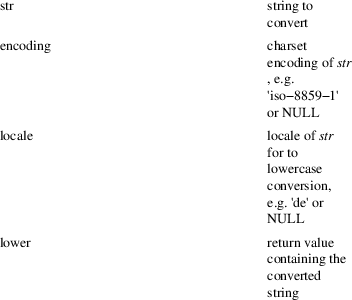 str string to
convert
encoding charset
encoding of str
, e.g.
'iso−8859−1'
or NULL
locale locale of str
for to
lowercase
conversion,
e.g. 'de' or
NULL
lower return value
containing the
converted
string